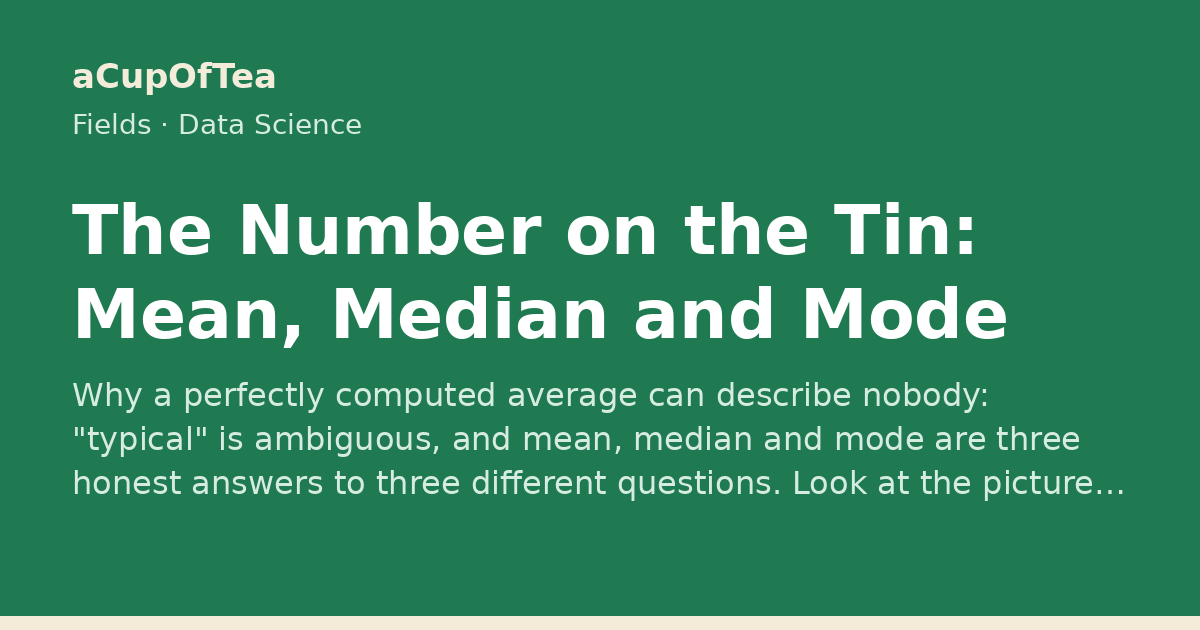 aCupOfTea
Fields · Data Science
The Number on the Tin:
Mean, Median and Mode
Why a perfectly computed average can describe nobody:
"typical" is ambiguous, and mean, median and mode are three
honest answers to three different questions. Look at the picture…